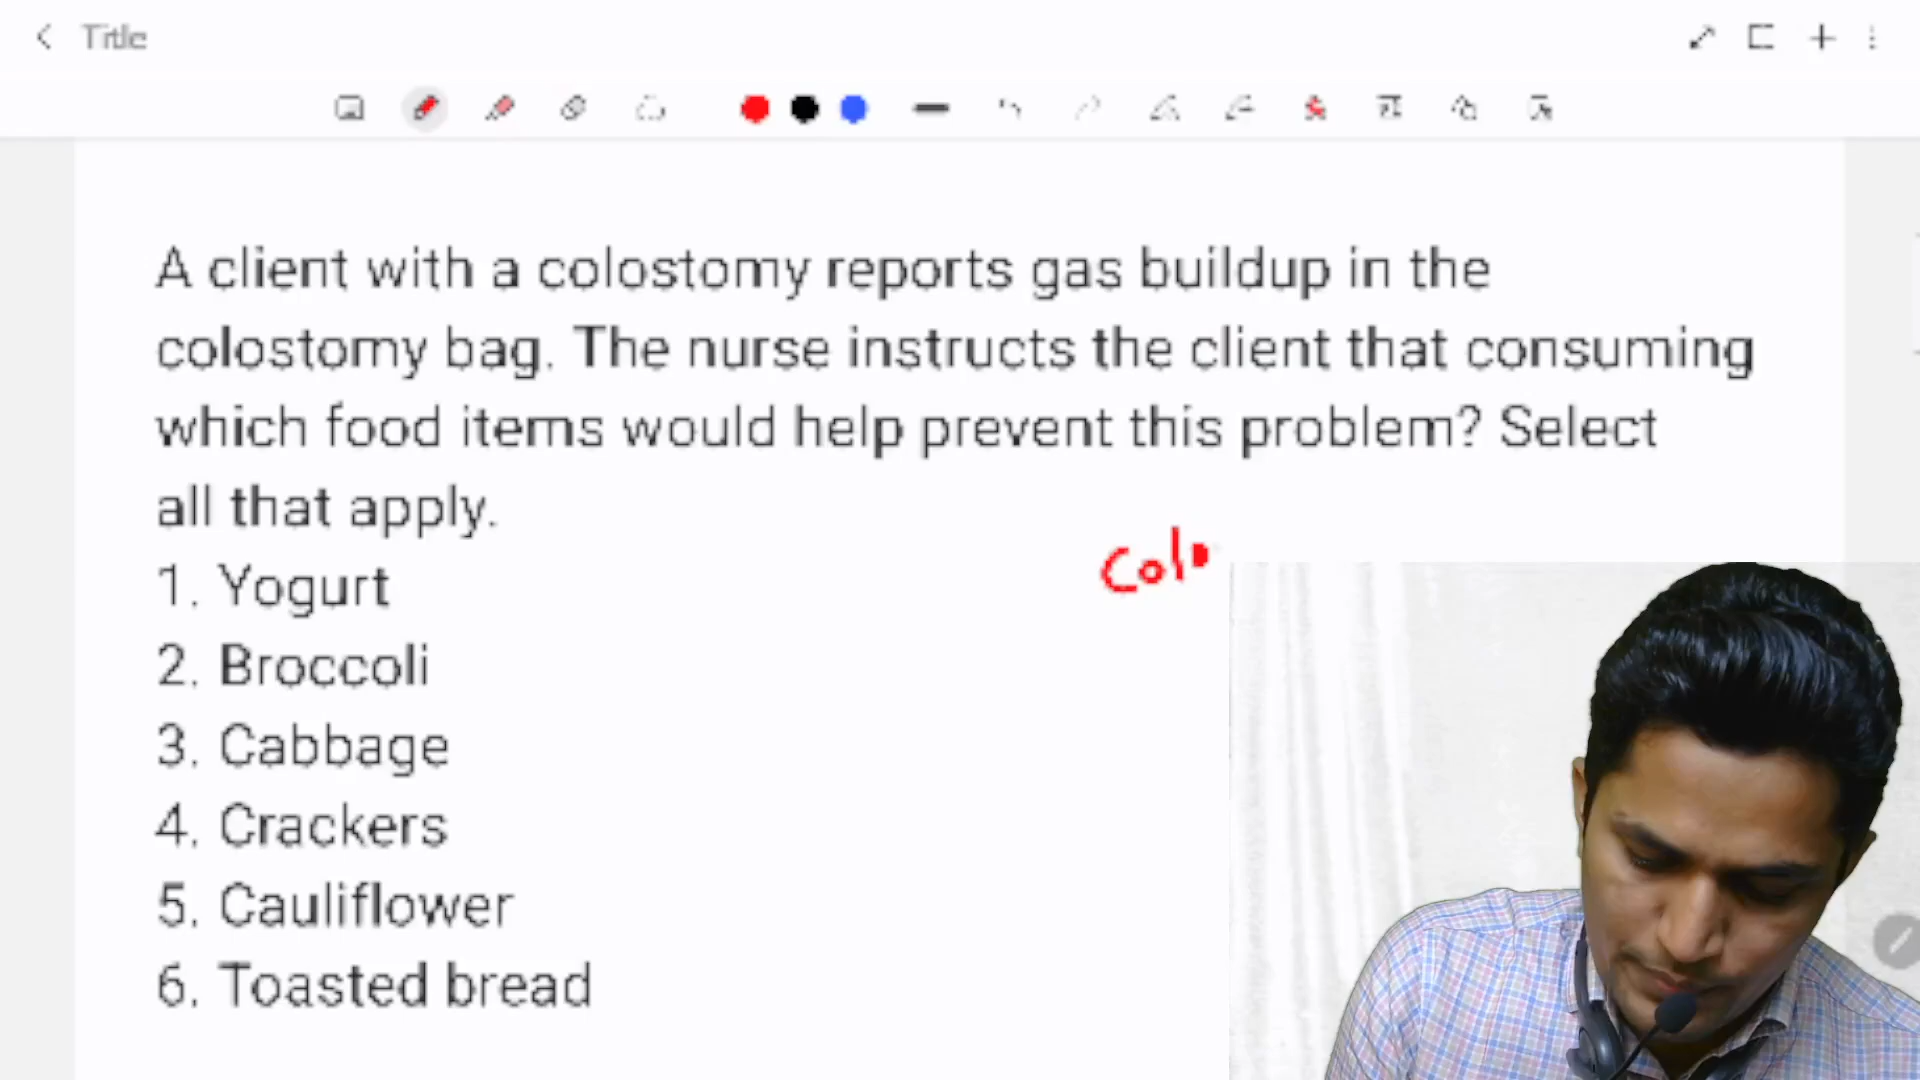 Title
A client with a colostomy reports gas buildup in the
colostomy bag. The nurse instructs the client that consuming
which food items would help prevent this problem? Select
all that apply.
Colo
1. Yogurt
2. Broccoli
3. Cabbage
4. Crackers
5. Cauliflower
6. Toasted bread